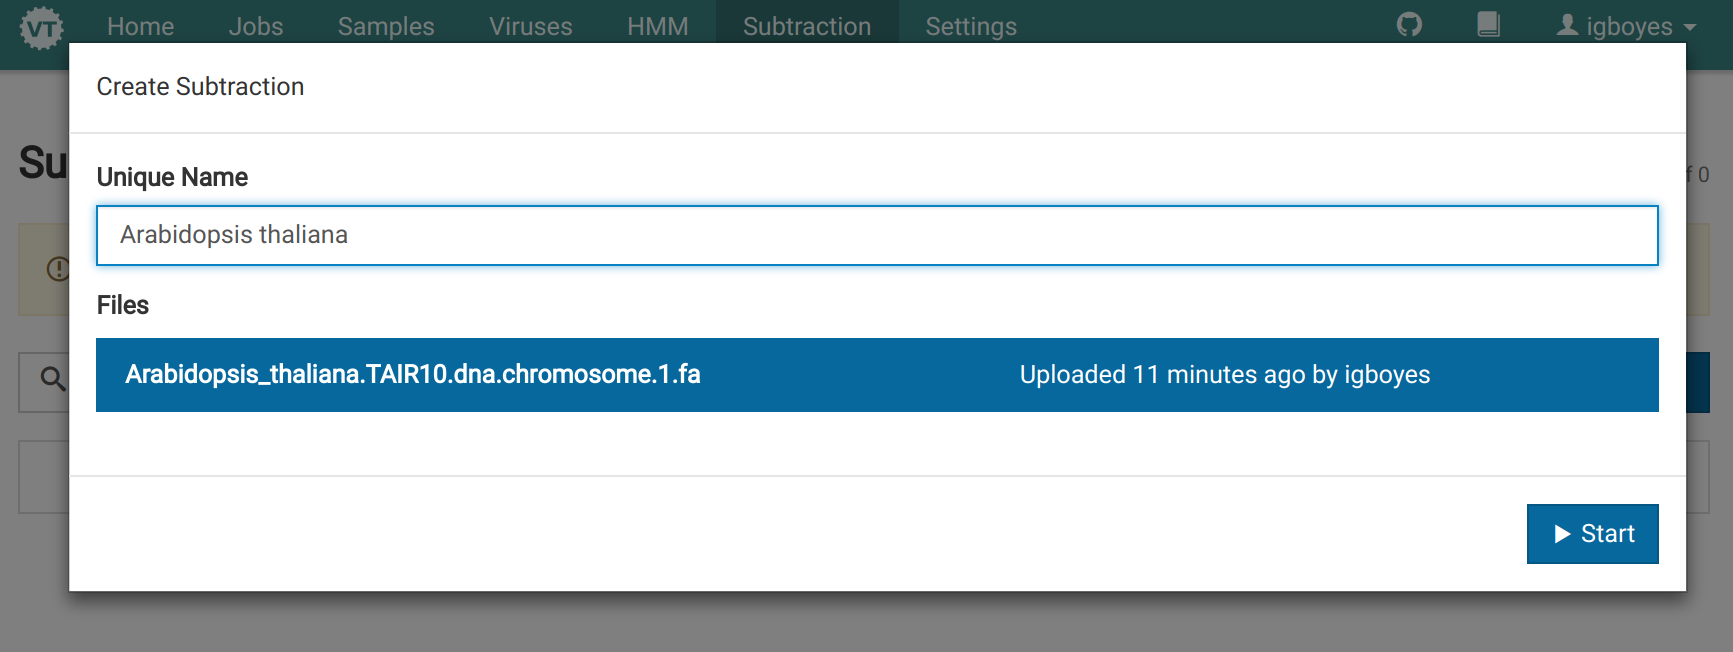 VT Home Jobs Samples Viruses HMM Subtraction Settings igboyes
Create Subtraction
Su
f 0
Unique Name
Arabidopsis thaliana
Files
Arabidopsis_thaliana.TAIR10.dna.chromosome.1.fa Uploaded 11 minutes ago by igboyes
Start